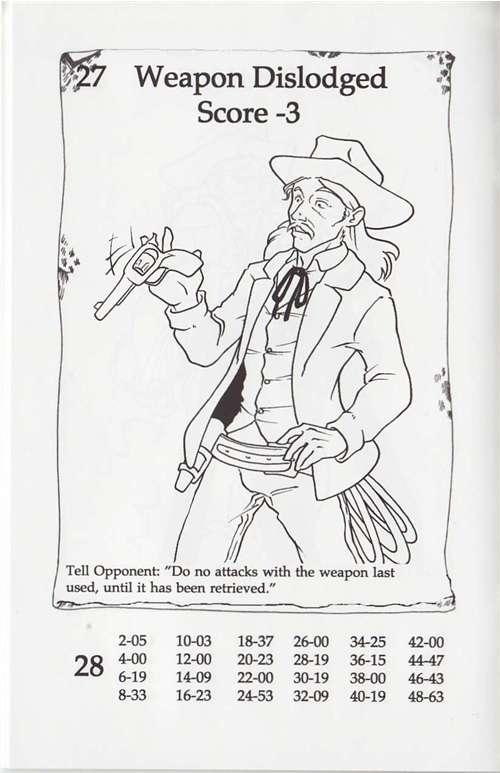 27 Weapon Dislodged
Score -3
Tell Opponent: "Do no attacks with the weapon last
used, until it has been retrieved."
28
2-05 10-03 18-37 26-00 34-25 42-00
4-00 12-00 20-23 28-19 36-15 44-47
6-19 14-09 22-00 30-19 38-00 46-43
8-33 16-23 24-53 32-09 40-19 48-63